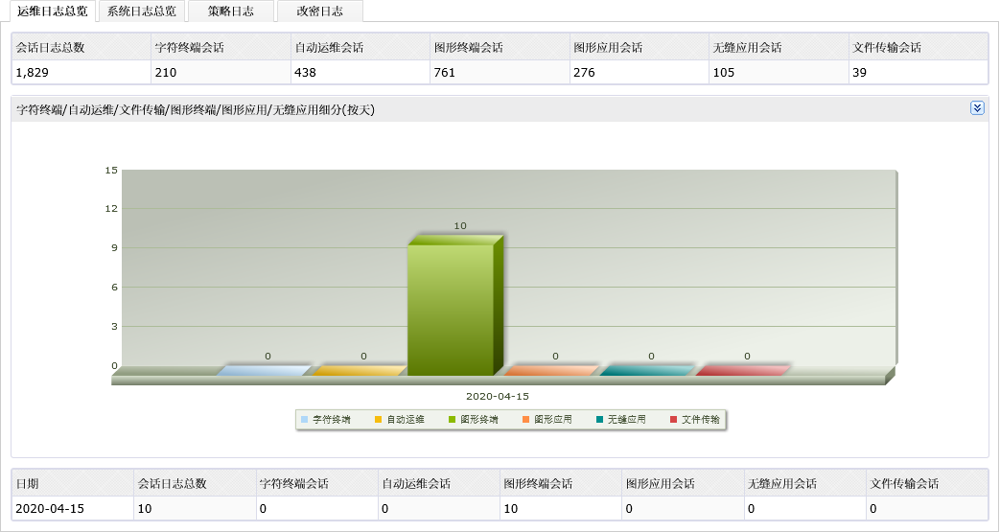 运维日志总览 系统日志总览 策略日志 改密日志
会话日志总数 字符终端会话 自动运维会话 图形终端会话 图形应用会话 无缝应用会话 文件传输会话
1,829 210 438 761 276 105 39
字符终端/自动运维/文件传输/图形终端/图形应用/无缝应用细分(按天)
15
12
10
9
6
3
0 0 0 0 0
0
2020-04-15
字符终端 自动运维 图形终端 图形应用 无缝应用 文件传输
日期 会话日志总数 字符终端会话 自动运维会话 图形终端会话 图形应用会话 无缝应用会话 文件传输会话
2020-04-15 10 0 0 10 0 0 0